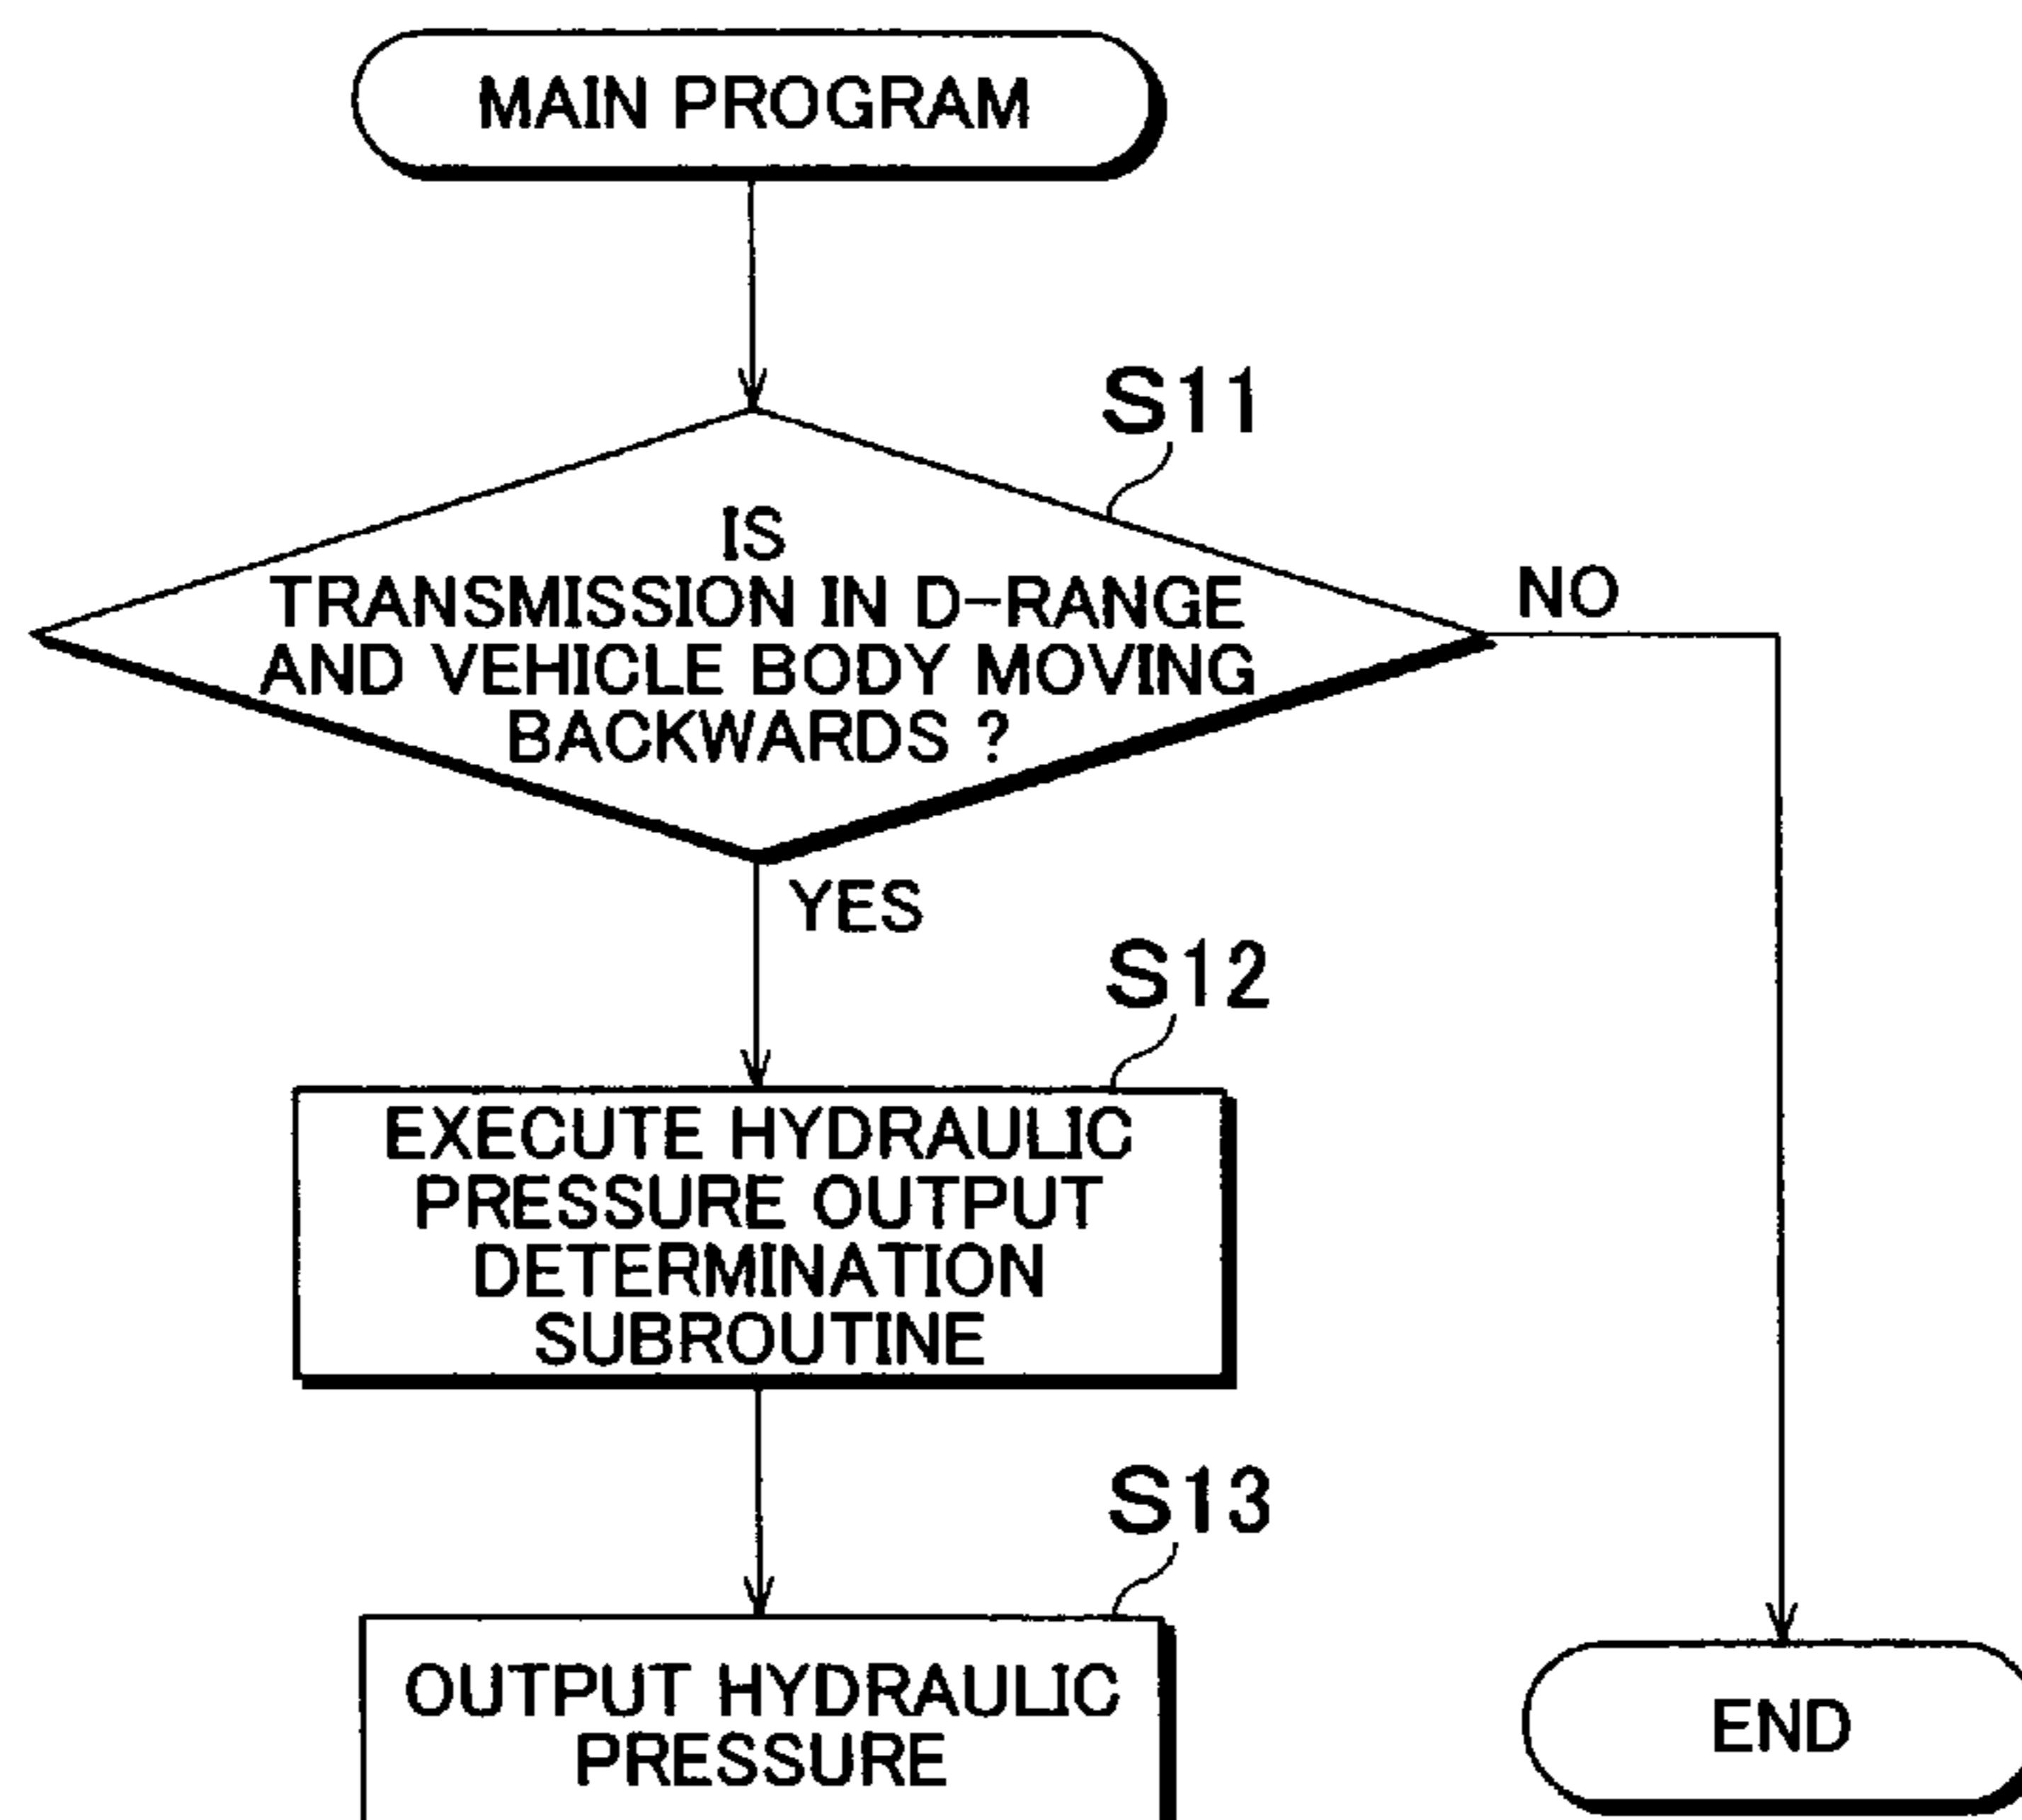 MAIN PROGRAM
S11
IS
TRANSMISSION IN D-RANGE
AND VEHICLE BODY MOVING
BACKWARDS ?
NO
YES
S12
EXECUTE HYDRAULIC
PRESSURE OUTPUT
DETERMINATION
SUBROUTINE
S13
OUTPUT HYDRAULIC
PRESSURE
END